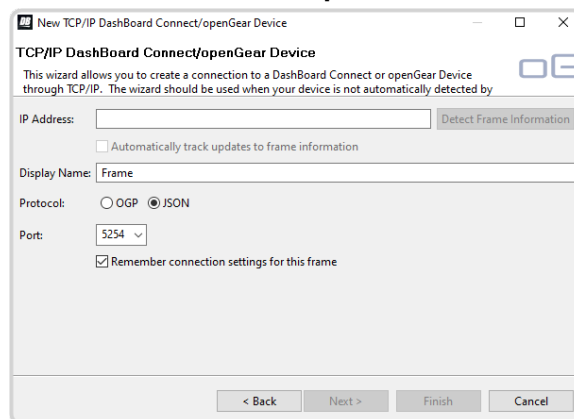 New TCP/IP DashBoard Connect/openGear Device
TCP/IP DashBoard Connect/openGear Device
This wizard allows you to create a connection to a DashBoard Connect or openGear Device
through TCP/IP. The wizard should be used when your device is not automatically detected by
IP Address: Detect Frame Information
Automatically track updates to frame information
Display Name: Frame
Protocol: OGP JSON
Port: 5254
Remember connection settings for this frame
< Back Next > Finish Cancel